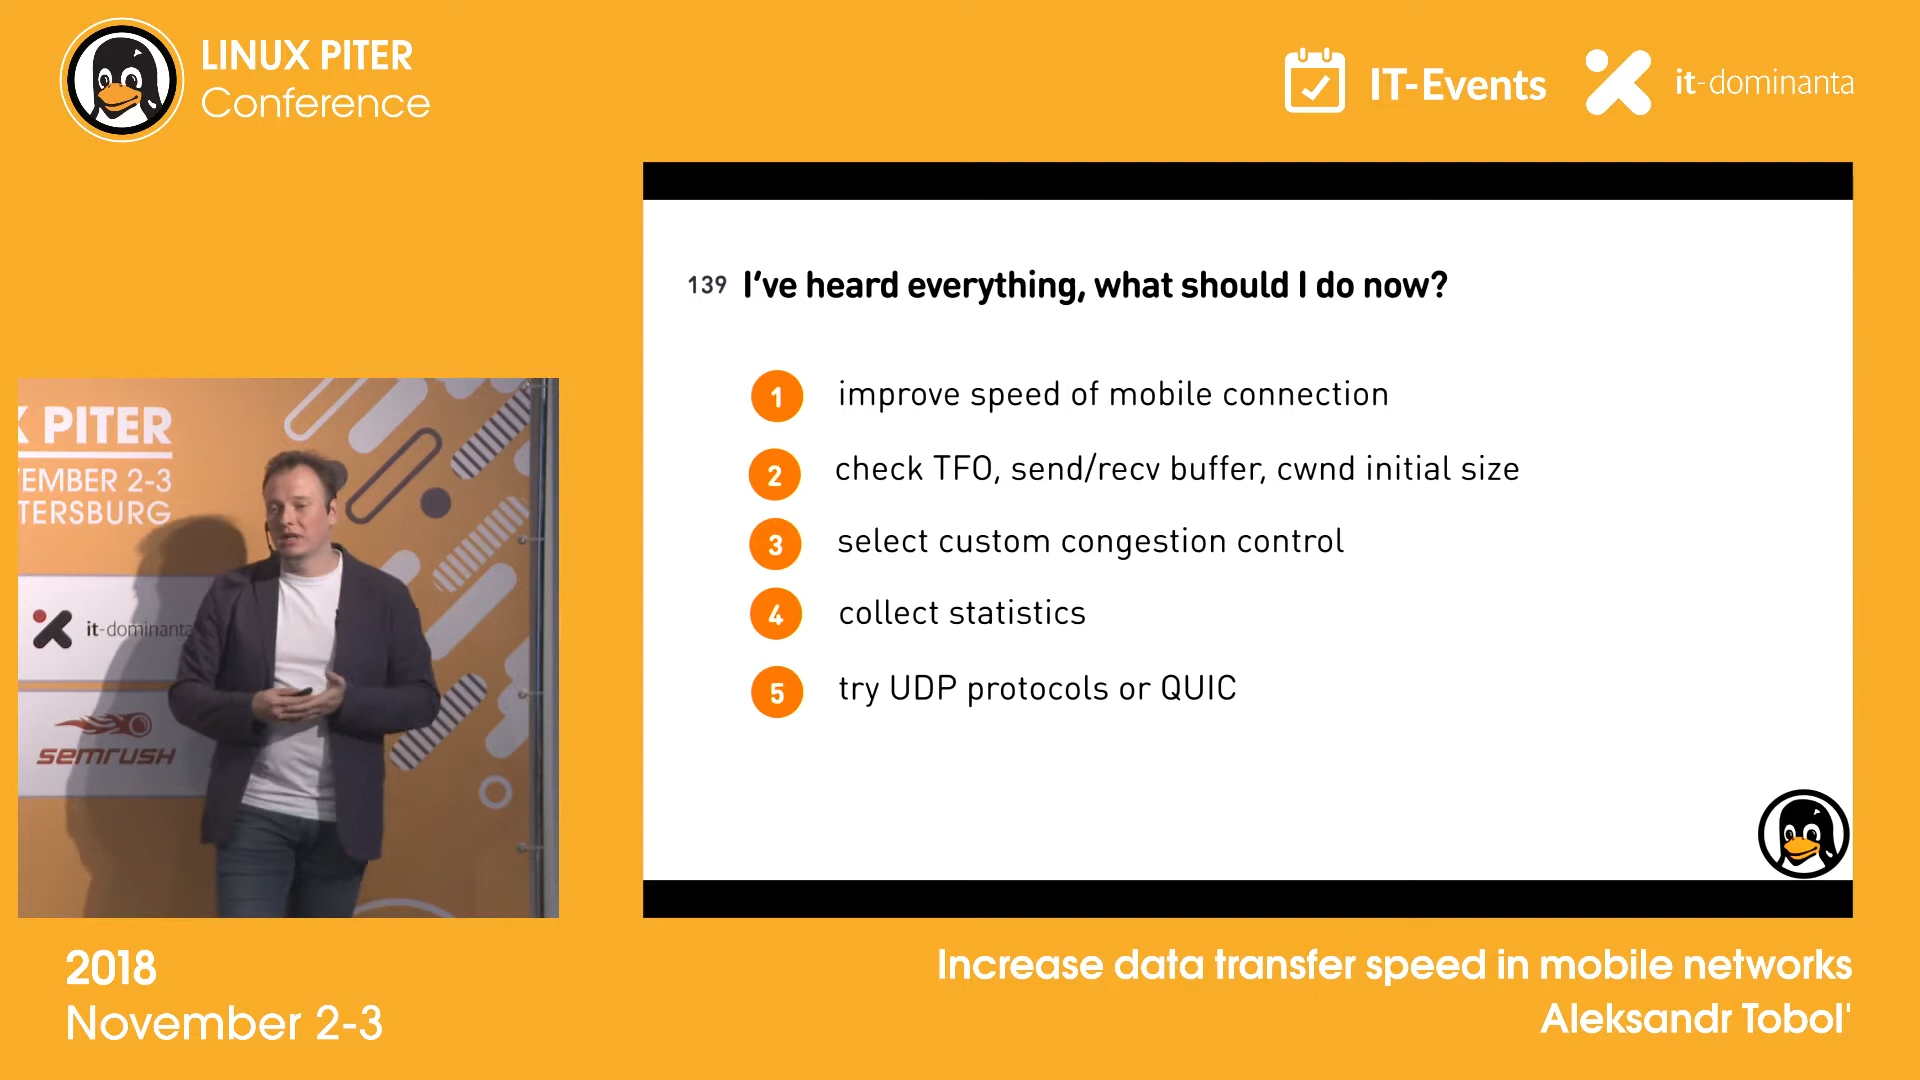 LINUX PITER
Conference
IT-Events
it-dominanta
139 I've heard everything, what should I do now?
1 improve speed of mobile connection
2 check TFO, send/recv buffer, cwnd initial size
3 select custom congestion control
4 collect statistics
5 try UDP protocols or QUIC
X PITER
EMBER 2-3
TERSBURG
it-dominanta
semrush
2018
November 2-3
Increase data transfer speed in mobile networks
Aleksandr Tobol'